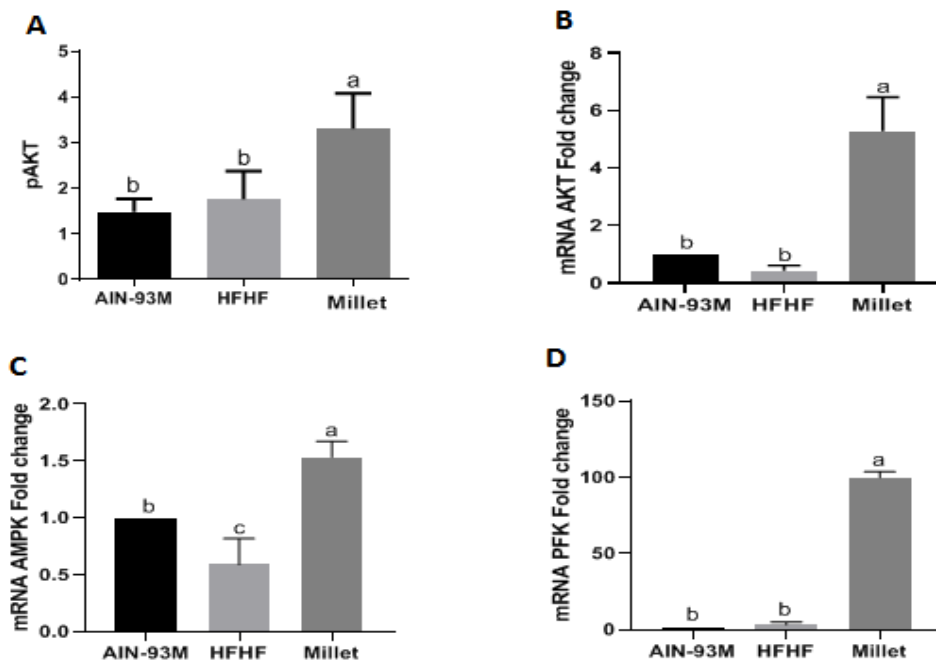 A
pAKT
5
4
3
2
1
0
b
b
a
AIN-93M HFHF Millet
B
mRNA AKT Fold change
8
6
4
2
0
b
b
a
AIN-93M HFHF Millet
C
mRNA AMPK Fold change
2.0
1.5
1.0
0.5
0.0
b
c
a
AIN-93M HFHF Millet
D
mRNA PFK Fold change
150
100
50
0
b
b
a
AIN-93M HFHF Millet